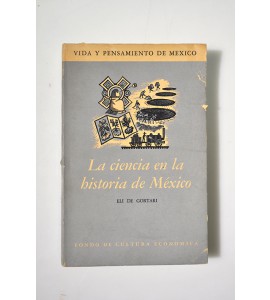 VIDA Y PENSAMIENTO DE MEXICO
La ciencia en la
historia de México
ELI DE GORTARI
FONDO DE CULTURA ECONOMICA